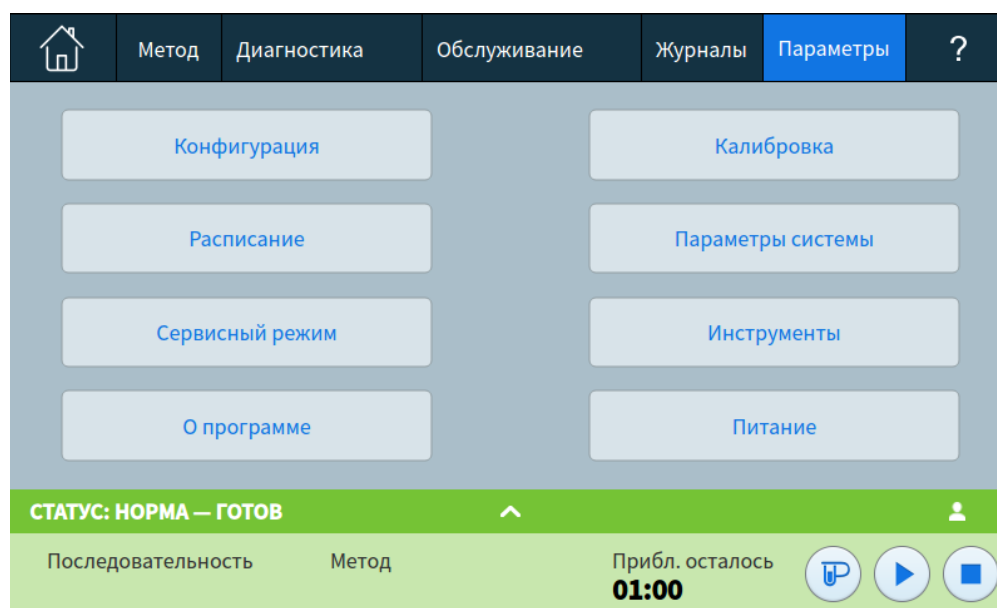 Метод Диагностика Обслуживание Журналы Параметры ?
Конфигурация Калибровка
Расписание Параметры системы
Сервисный режим Инструменты
О программе Питание
СТАТУС: НОРМА — ГОТОВ
Последовательность Метод Прибл. осталось
01:00